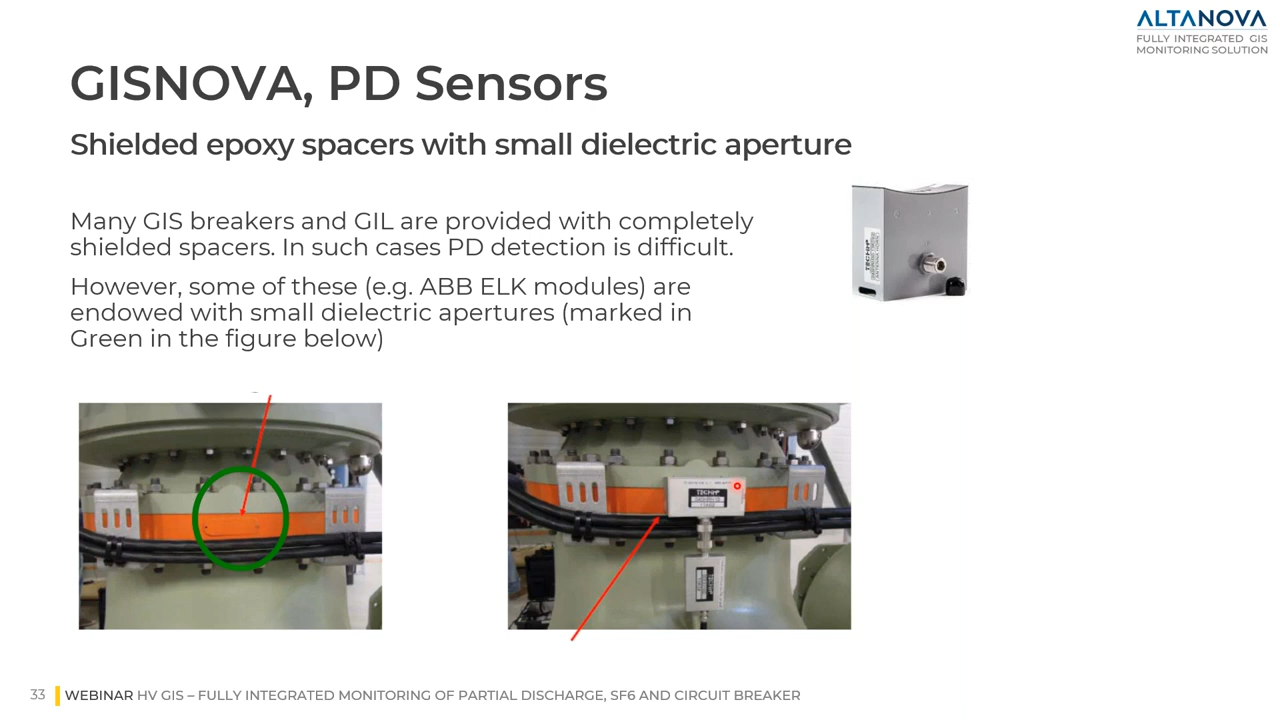 ALTANOVA
FULLY INTEGRATED GIS
MONITORING SOLUTION
GISNOVA, PD Sensors
Shielded epoxy spacers with small dielectric aperture
Many GIS breakers and GIL are provided with completely
shielded spacers. In such cases PD detection is difficult.
However, some of these (e.g. ABB ELK modules) are
endowed with small dielectric apertures (marked in
Green in the figure below)
TECHIMP
TECHIMP
TECHIMP
33
WEBINAR HV GIS – FULLY INTEGRATED MONITORING OF PARTIAL DISCHARGE, SF6 AND CIRCUIT BREAKER